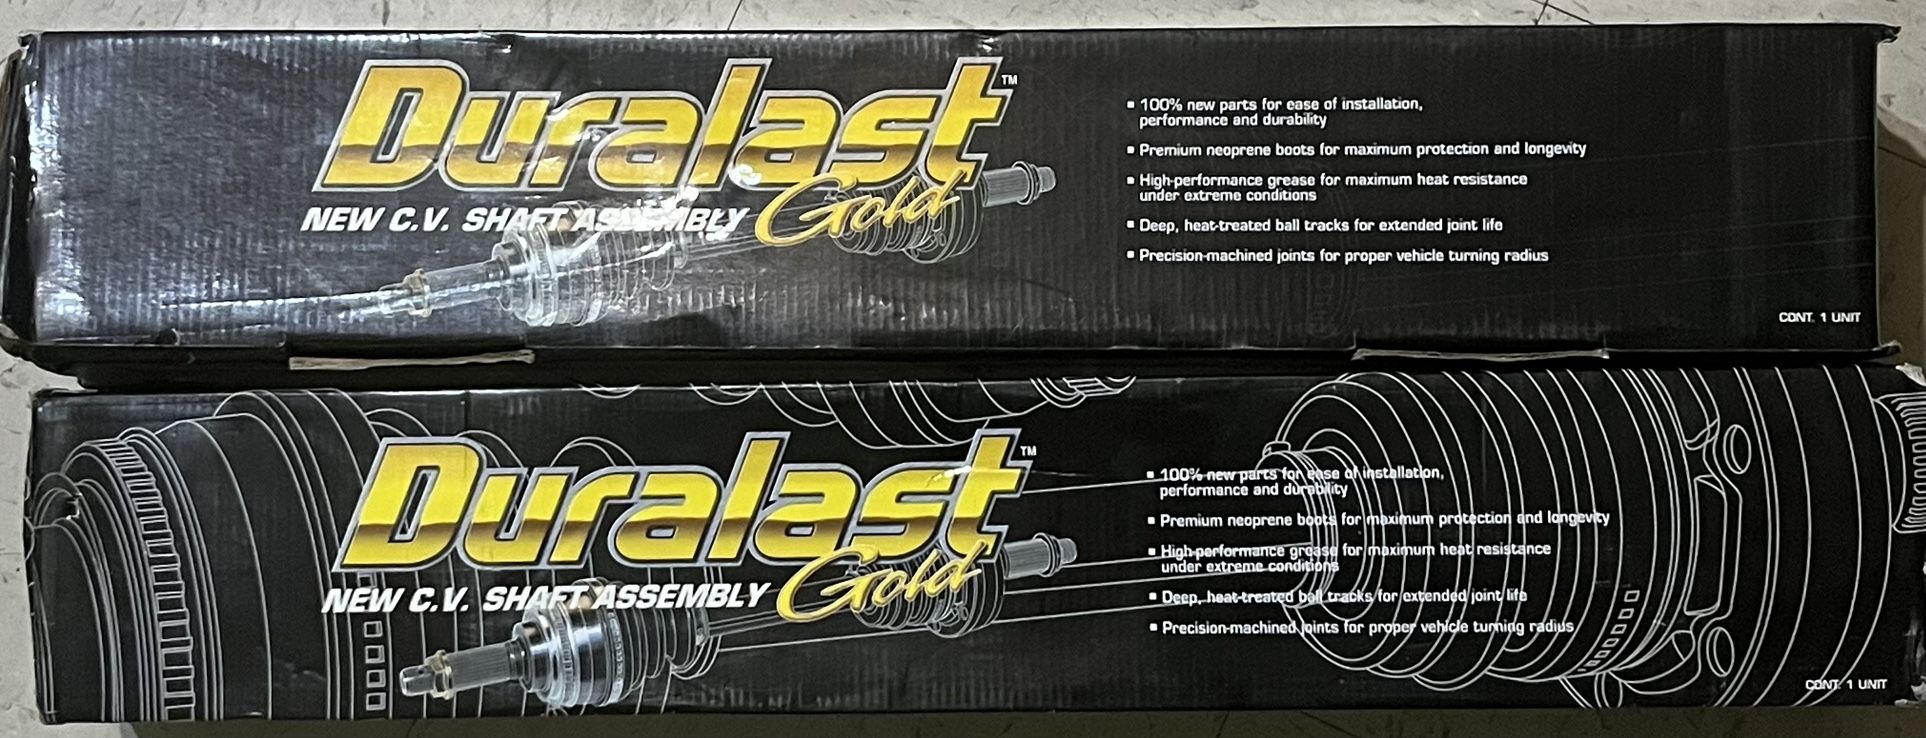 Duralast™
Gold
NEW C.V. SHAFT ASSEMBLY
▪ 100% new parts for ease of installation,
performance and durability
▪ Premium neoprene boots for maximum protection and longevity
▪ High-performance grease for maximum heat resistance
under extreme conditions
▪ Deep, heat-treated ball tracks for extended joint life
▪ Precision-machined joints for proper vehicle turning radius
CONT. 1 UNIT
Duralast™
Gold
NEW C.V. SHAFT ASSEMBLY
▪ 100% new parts for ease of installation,
performance and durability
▪ Premium neoprene boots for maximum protection and longevity
▪ High-performance grease for maximum heat resistance
under extreme conditions
▪ Deep, heat-treated ball tracks for extended joint life
▪ Precision-machined joints for proper vehicle turning radius
CONT. 1 UNIT